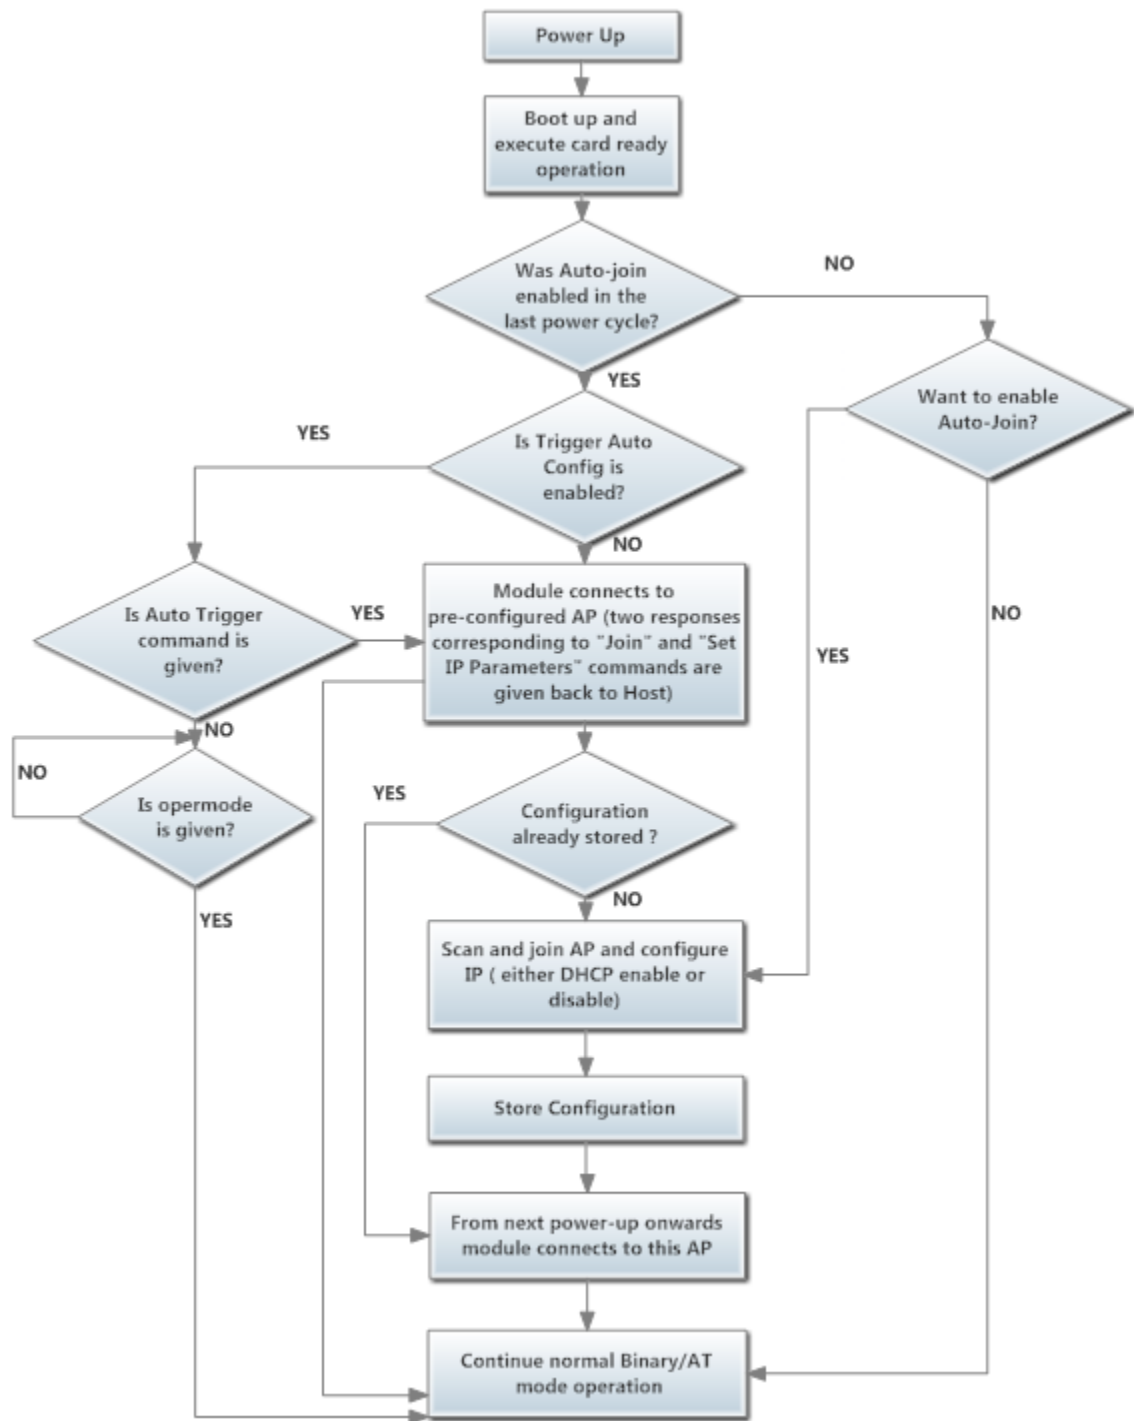 Power Up
Boot up and
execute card ready
operation
Was Auto-join
enabled in the
last power cycle?
NO
YES
Want to enable
Auto-Join?
YES
Is Trigger Auto
Config is
enabled?
NO
Is Auto Trigger
command is
given?
YES
Module connects to
pre-configured AP (two responses
corresponding to "Join" and "Set
IP Parameters" commands are
given back to Host)
NO
YES
NO
NO
Is opermode
is given?
YES
Configuration
already stored ?
YES
NO
Scan and join AP and configure
IP ( either DHCP enable or
disable)
Store Configuration
From next power-up onwards
module connects to this AP
Continue normal Binary/AT
mode operation